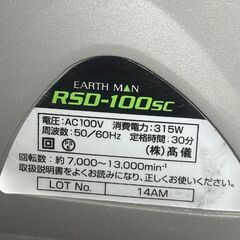 EARTH MAN
RSD-100SC
電圧：AC100V 消費電力：315W
周波数：50/60Hz 定格時間：30分
(株)髙儀
回転数：約7,000～13,000min⁻¹
取扱説明書をよくお読みになり、正しくお使いください。
LOT No. 14AM